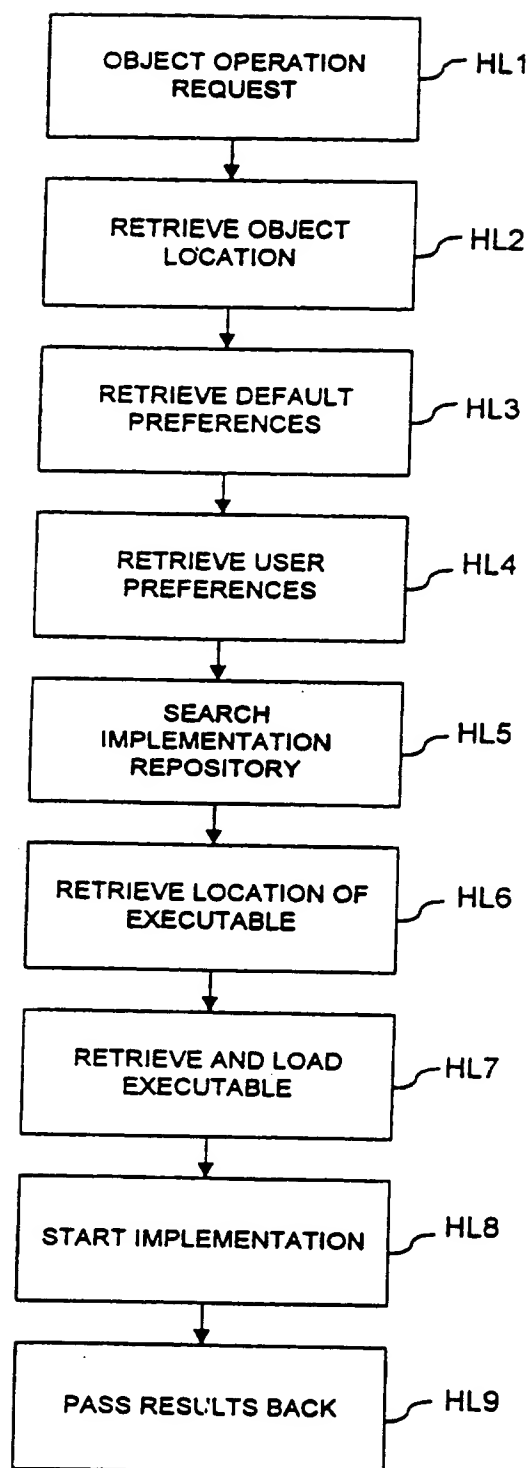 OBJECT OPERATION
REQUEST
HL1
RETRIEVE OBJECT
LOCATION
HL2
RETRIEVE DEFAULT
PREFERENCES
HL3
RETRIEVE USER
PREFERENCES
HL4
SEARCH
IMPLEMENTATION
REPOSITORY
HL5
RETRIEVE LOCATION OF
EXECUTABLE
HL6
RETRIEVE AND LOAD
EXECUTABLE
HL7
START IMPLEMENTATION
HL8
PASS RESULTS BACK
HL9